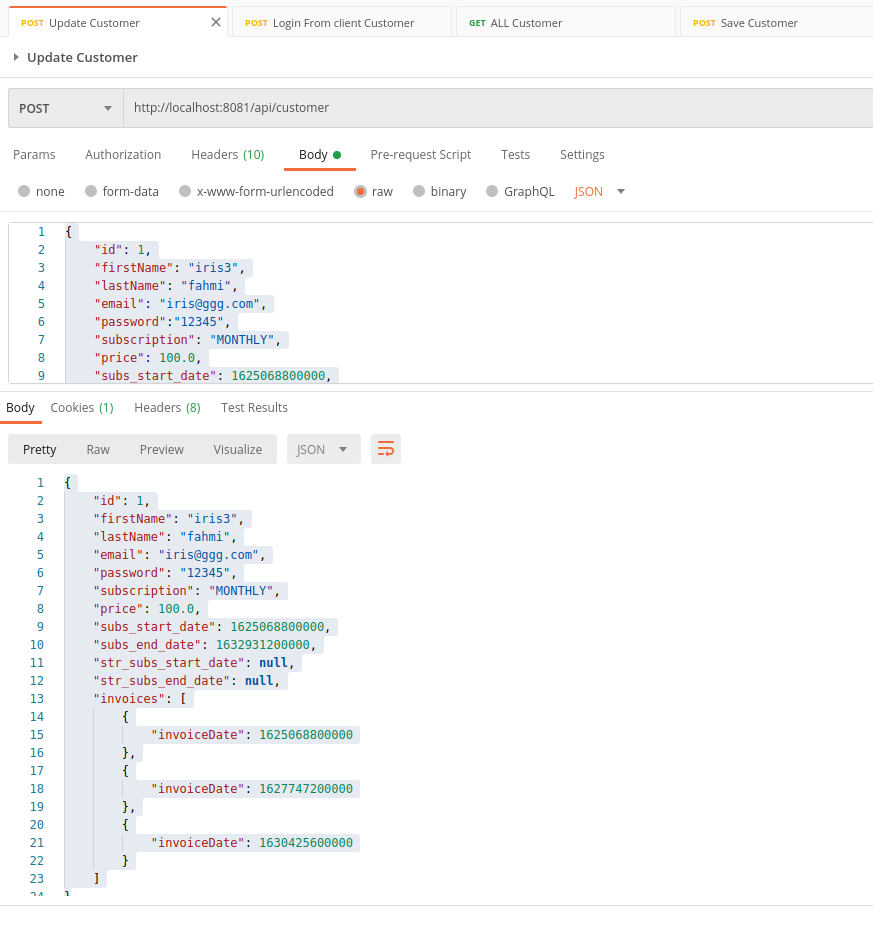 POST Update Customer POST Login From client Customer GET ALL Customer POST Save Customer
Update Customer
POST http://localhost:8081/api/customer
Params Authorization Headers (10) Body Pre-request Script Tests Settings
none form-data x-www-form-urlencoded raw binary GraphQL JSON
1 {
2 "id": 1,
3 "firstName": "iris3",
4 "lastName": "fahmi",
5 "email": "iris@ggg.com",
6 "password":"12345",
7 "subscription": "MONTHLY",
8 "price": 100.0,
9 "subs_start_date": 1625068800000,
Body Cookies (1) Headers (8) Test Results
Pretty Raw Preview Visualize JSON
1 {
2 "id": 1,
3 "firstName": "iris3",
4 "lastName": "fahmi",
5 "email": "iris@ggg.com",
6 "password": "12345",
7 "subscription": "MONTHLY",
8 "price": 100.0,
9 "subs_start_date": 1625068800000,
10 "subs_end_date": 1632931200000,
11 "str_subs_start_date": null,
12 "str_subs_end_date": null,
13 "invoices": [
14 {
15 "invoiceDate": 1625068800000
16 },
17 {
18 "invoiceDate": 1627747200000
19 },
20 {
21 "invoiceDate": 1630425600000
22 }
23 ]
24 }